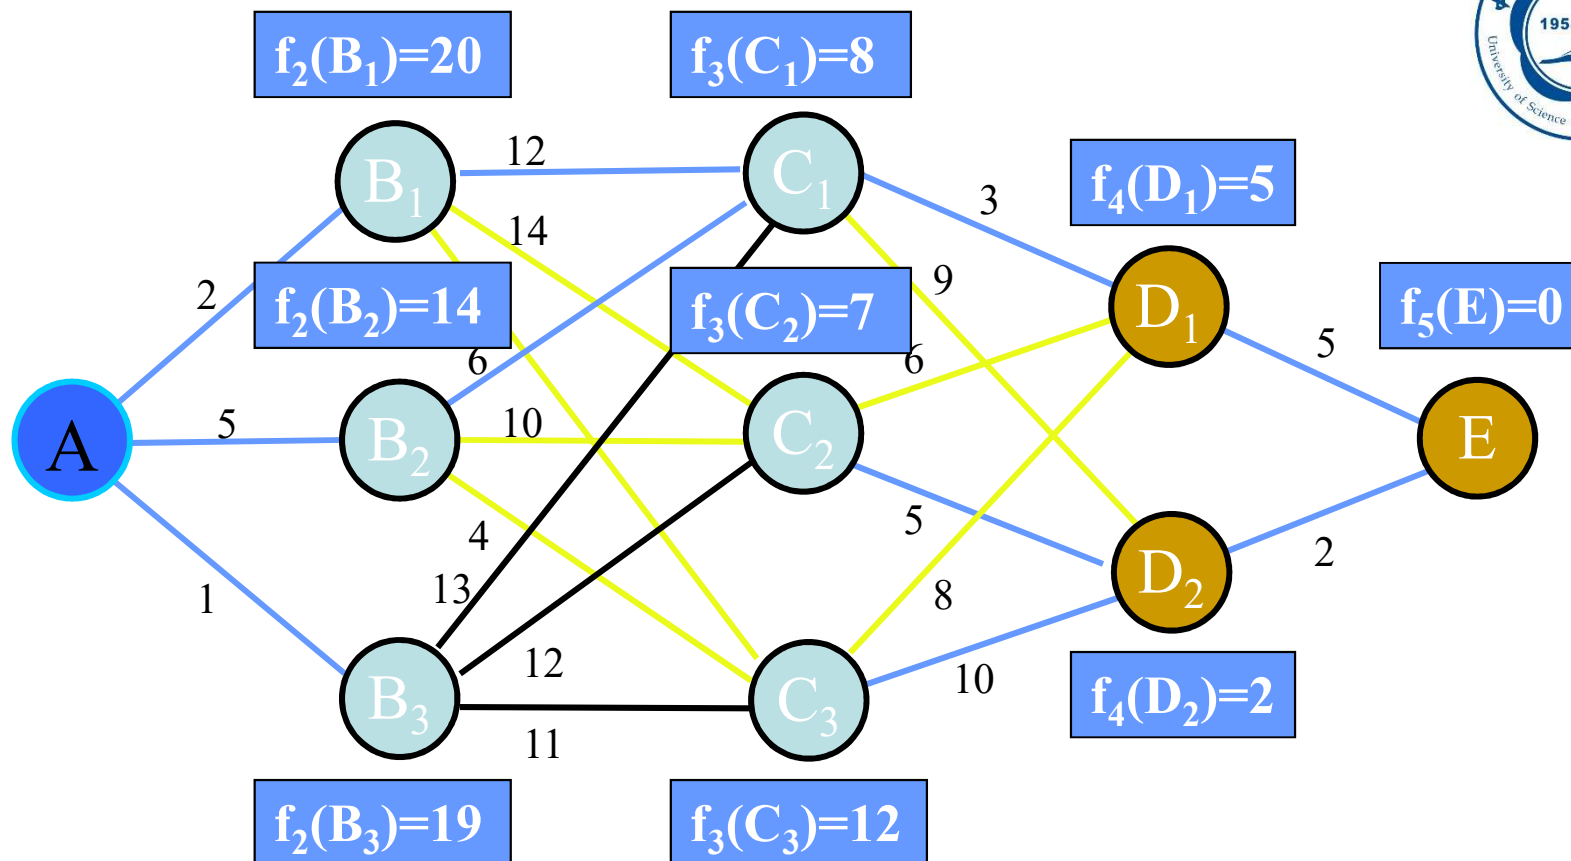 f₂(B₁)=20
f₃(C₁)=8
195
University of Science
B₁
12
C₁
f₄(D₁)=5
3
14
2
f₂(B₂)=14
f₃(C₂)=7
9
D₁
f₅(E)=0
6
6
5
A
5
B₂
10
C₂
E
4
5
D₂
2
1
13
8
B₃
12
C₃
10
f₄(D₂)=2
11
f₂(B₃)=19
f₃(C₃)=12